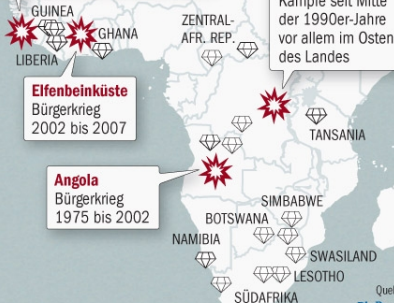 Kämpfe seit Mitte
der 1990er-Jahre
vor allem im Osten
des Landes
ZENTRAL-
AFR. REP.
GUINEA
GHANA
LIBERIA
Elfenbeinküste
Bürgerkrieg
2002 bis 2007
TANSANIA
Angola
Bürgerkrieg
1975 bis 2002
SIMBABWE
BOTSWANA
NAMIBIA
SWASILAND
LESOTHO
SÜDAFRIKA